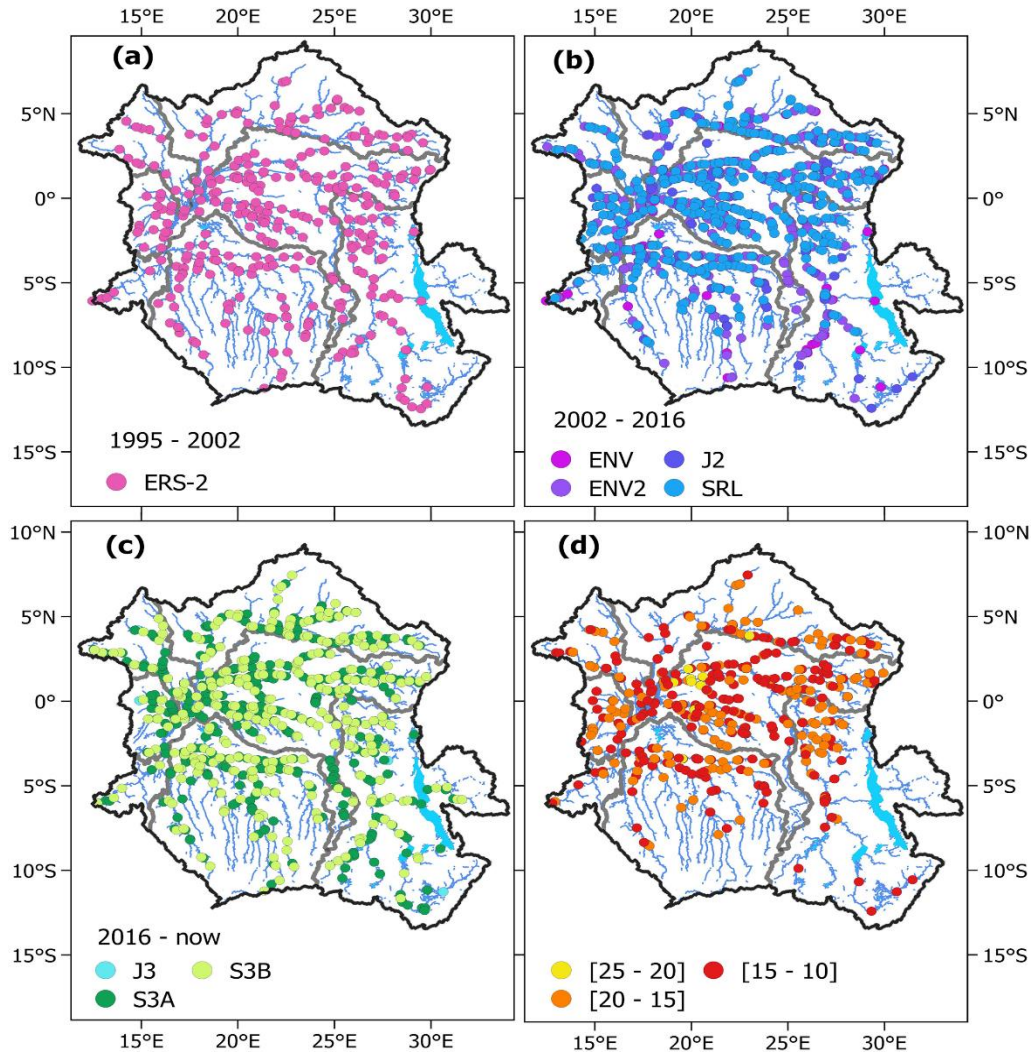 15°E 20°E 25°E 30°E 15°E 20°E 25°E 30°E
(a) (b)
5°N 5°N
0° 0°
5°S 5°S
10°S 10°S
15°S 15°S
1995 - 2002
ERS-2
2002 - 2016
ENV J2
ENV2 SRL
10°N 10°N
(c) (d)
5°N 5°N
0° 0°
5°S 5°S
10°S 10°S
15°S 15°S
2016 - now
J3 S3B
S3A
[25 - 20] [15 - 10]
[20 - 15]
15°E 20°E 25°E 30°E 15°E 20°E 25°E 30°E